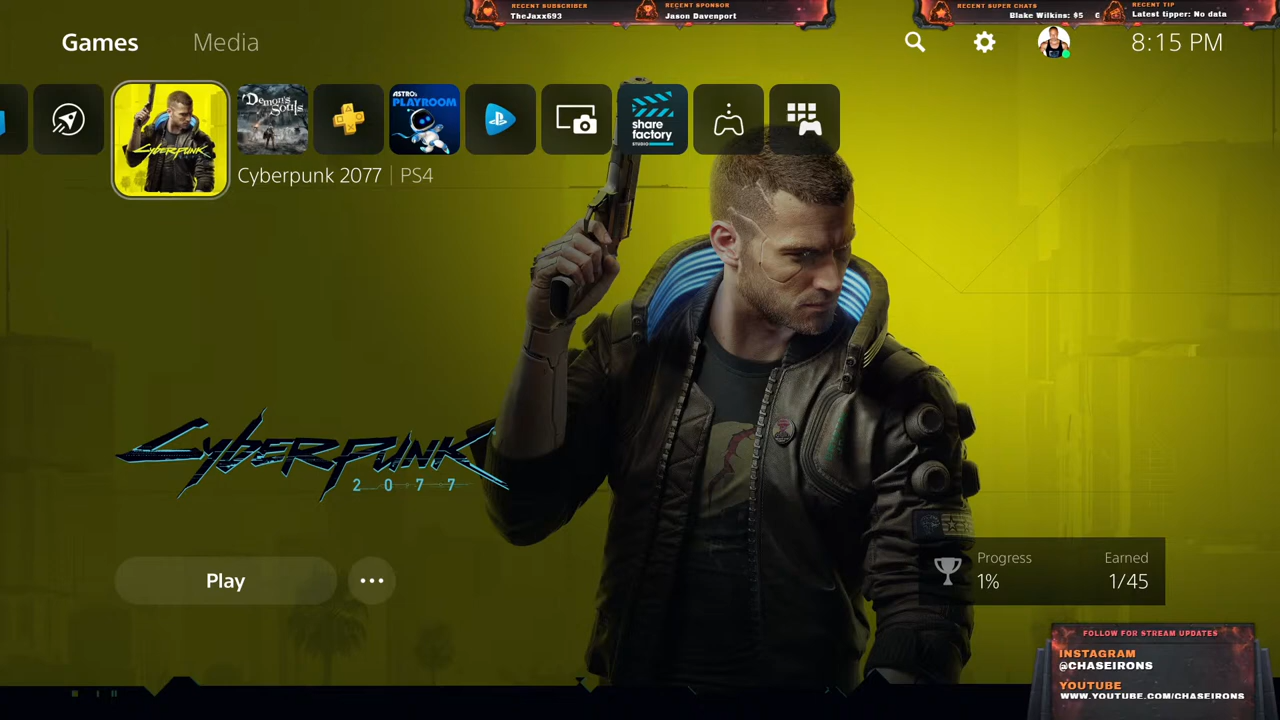 RECENT SUBSCRIBER
TheJaxx693
RECENT SPONSOR
Jason Davenport
RECENT SUPER CHATS
Blake Wilkins: $5
RECENT TIP
Latest tipper: No data
Games
Media
8:15 PM
CYBERPUNK
Demon's Souls
ASTRO's PLAYROOM
share factory
STUDIO
Cyberpunk 2077 | PS4
CYBERPUNK
2077
Play
Progress
1%
Earned
1/45
FOLLOW FOR STREAM UPDATES
INSTAGRAM
@CHASEIRONS
YOUTUBE
WWW.YOUTUBE.COM/CHASEIRONS